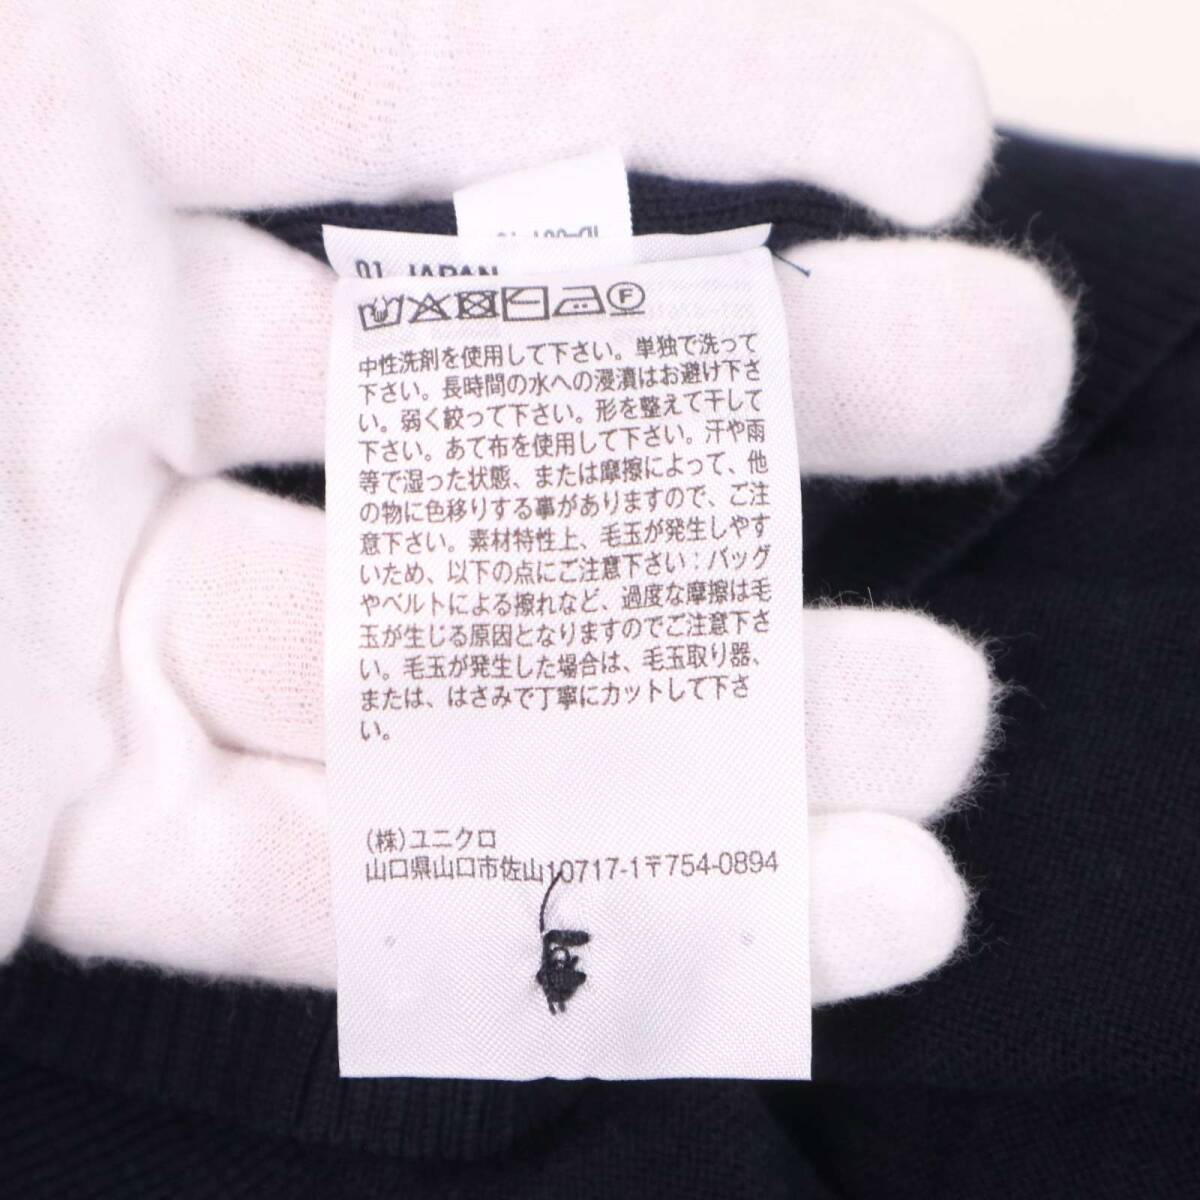 01 JAPAN
F
中性洗剤を使用して下さい。単独で洗って
下さい。長時間の水への浸漬はお避け下さ
い。弱く絞って下さい。形を整えて干して
下さい。あて布を使用して下さい。汗や雨
等で湿った状態、または摩擦によって、他
の物に色移りする事がありますので、ご注
意下さい。素材特性上、毛玉が発生しやす
いため、以下の点にご注意下さい：バッグ
やベルトによる擦れなど、過度な摩擦は毛
玉が生じる原因となりますのでご注意下さ
い。毛玉が発生した場合は、毛玉取り器、
または、はさみで丁寧にカットして下さ
い。
(株)ユニクロ
山口県山口市佐山10717-1〒754-0894